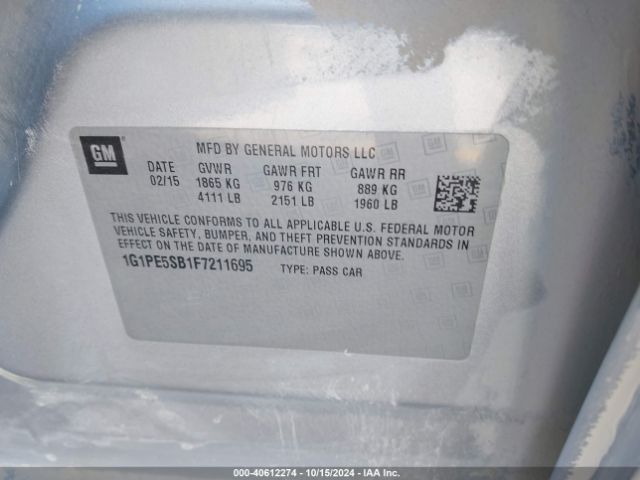 GM
MFD BY GENERAL MOTORS LLC
DATE GVWR GAWR FRT GAWR RR
02/15 1865 KG 976 KG 889 KG
4111 LB 2151 LB 1960 LB
THIS VEHICLE CONFORMS TO ALL APPLICABLE U.S. FEDERAL MOTOR
VEHICLE SAFETY, BUMPER, AND THEFT PREVENTION STANDARDS IN
EFFECT ON THE DATE OF MANUFACTURE SHOWN ABOVE.
1G1PE5SB1F7211695 TYPE: PASS CAR
000-40612274 - 10/15/2024 - IAA Inc.